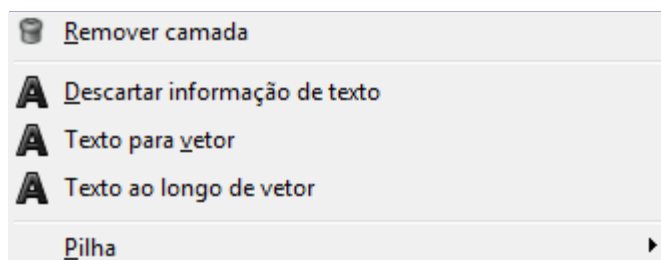 Remover camada
Descartar informação de texto
Texto para vetor
Texto ao longo de vetor
Pilha